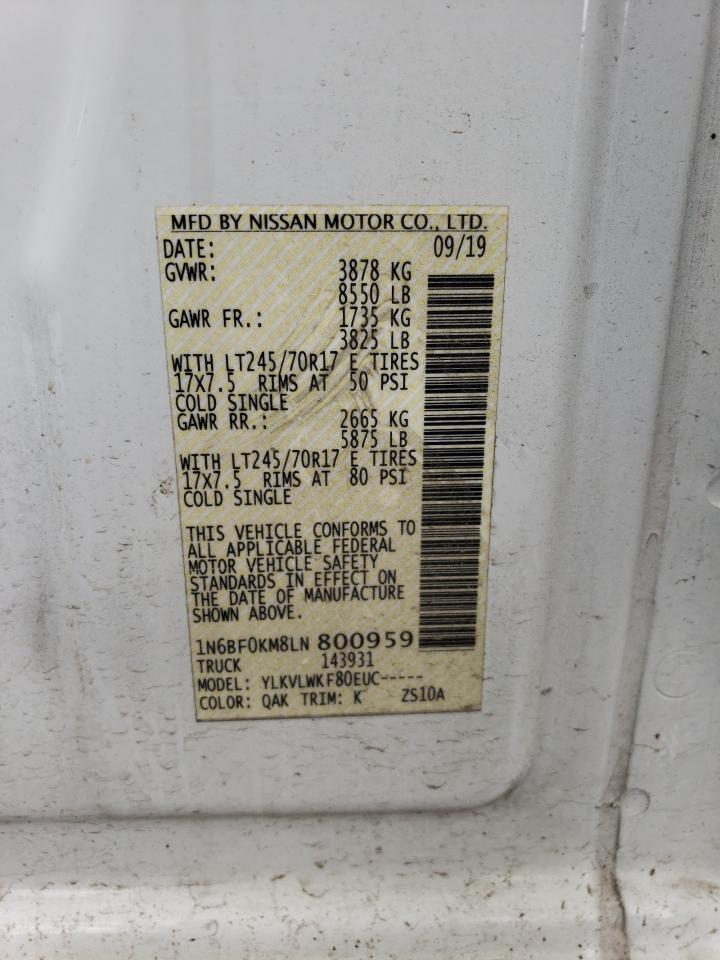 MFD BY NISSAN MOTOR CO., LTD.
DATE: 09/19
GVWR: 3878 KG
8550 LB
GAWR FR.: 1735 KG
3825 LB
WITH LT245/70R17 E TIRES
17X7.5 RIMS AT 50 PSI
COLD SINGLE
GAWR RR.: 2665 KG
5875 LB
WITH LT245/70R17 E TIRES
17X7.5 RIMS AT 80 PSI
COLD SINGLE
THIS VEHICLE CONFORMS TO
ALL APPLICABLE FEDERAL
MOTOR VEHICLE SAFETY
STANDARDS IN EFFECT ON
THE DATE OF MANUFACTURE
SHOWN ABOVE.
1N6BF0KM8LN 800959
TRUCK 143931
MODEL: YLKVLWKF80EUC-----
COLOR: QAK TRIM: K ZS10A